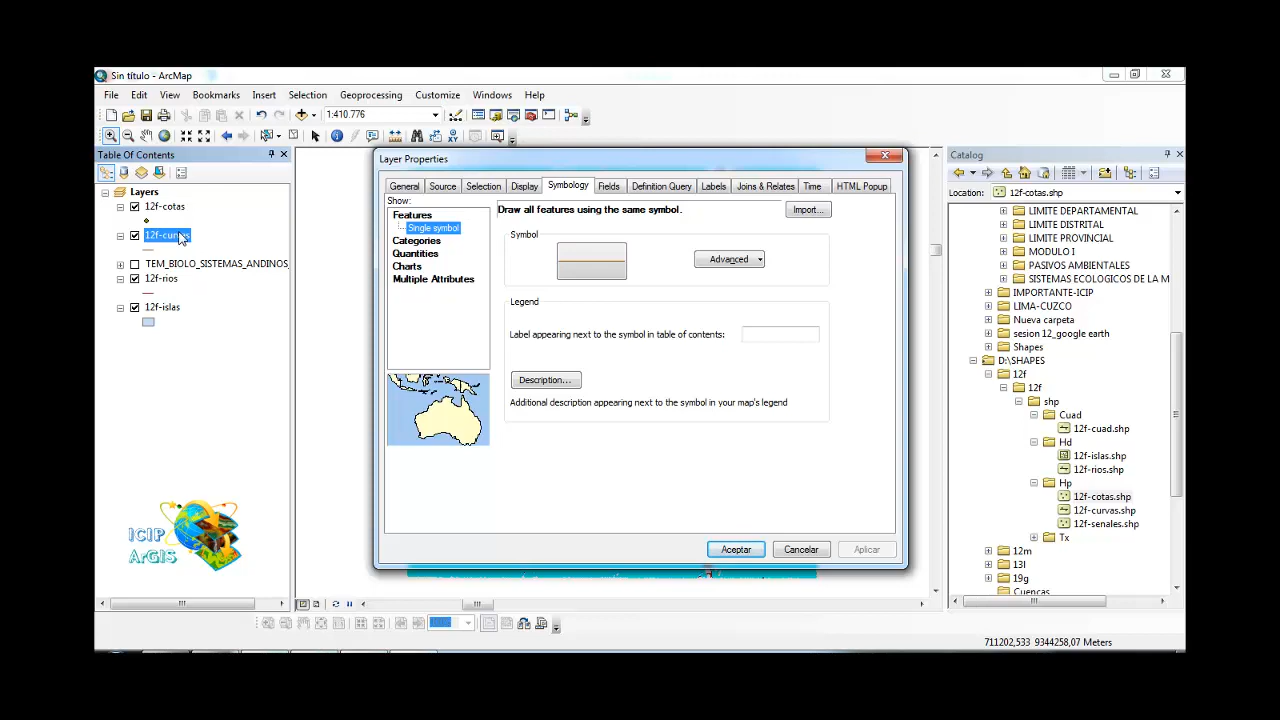 Sin título - ArcMap
File Edit View Bookmarks Insert Selection Geoprocessing Customize Windows Help
1:410.776
Table Of Contents
Layers
12f-cotas
12f-curvas
TEM_BIOLO_SISTEMAS_ANDINOS_
12f-rios
12f-islas
ICIP
ArGIS
Layer Properties
General Source Selection Display Symbology Fields Definition Query Labels Joins & Relates Time HTML Popup
Show:
Features
Single symbol
Categories
Quantities
Charts
Multiple Attributes
Draw all features using the same symbol.
Import...
Symbol
Advanced
Legend
Label appearing next to the symbol in table of contents:
Description...
Additional description appearing next to the symbol in your map's legend
Aceptar Cancelar Aplicar
Catalog
Location: 12f-cotas.shp
LIMITE DEPARTAMENTAL
LIMITE DISTRITAL
LIMITE PROVINCIAL
MODULO I
PASIVOS AMBIENTALES
SISTEMAS ECOLOGICOS DE LA M
IMPORTANTE-ICIP
LIMA-CUZCO
Nueva carpeta
sesion 12_google earth
Shapes
D:\SHAPES
12f
12f
shp
Cuad
12f-cuad.shp
Hd
12f-islas.shp
12f-rios.shp
Hp
12f-cotas.shp
12f-curvas.shp
12f-senales.shp
Tx
12m
13l
19g
Cuencas
711202,533 9344258,07 Meters